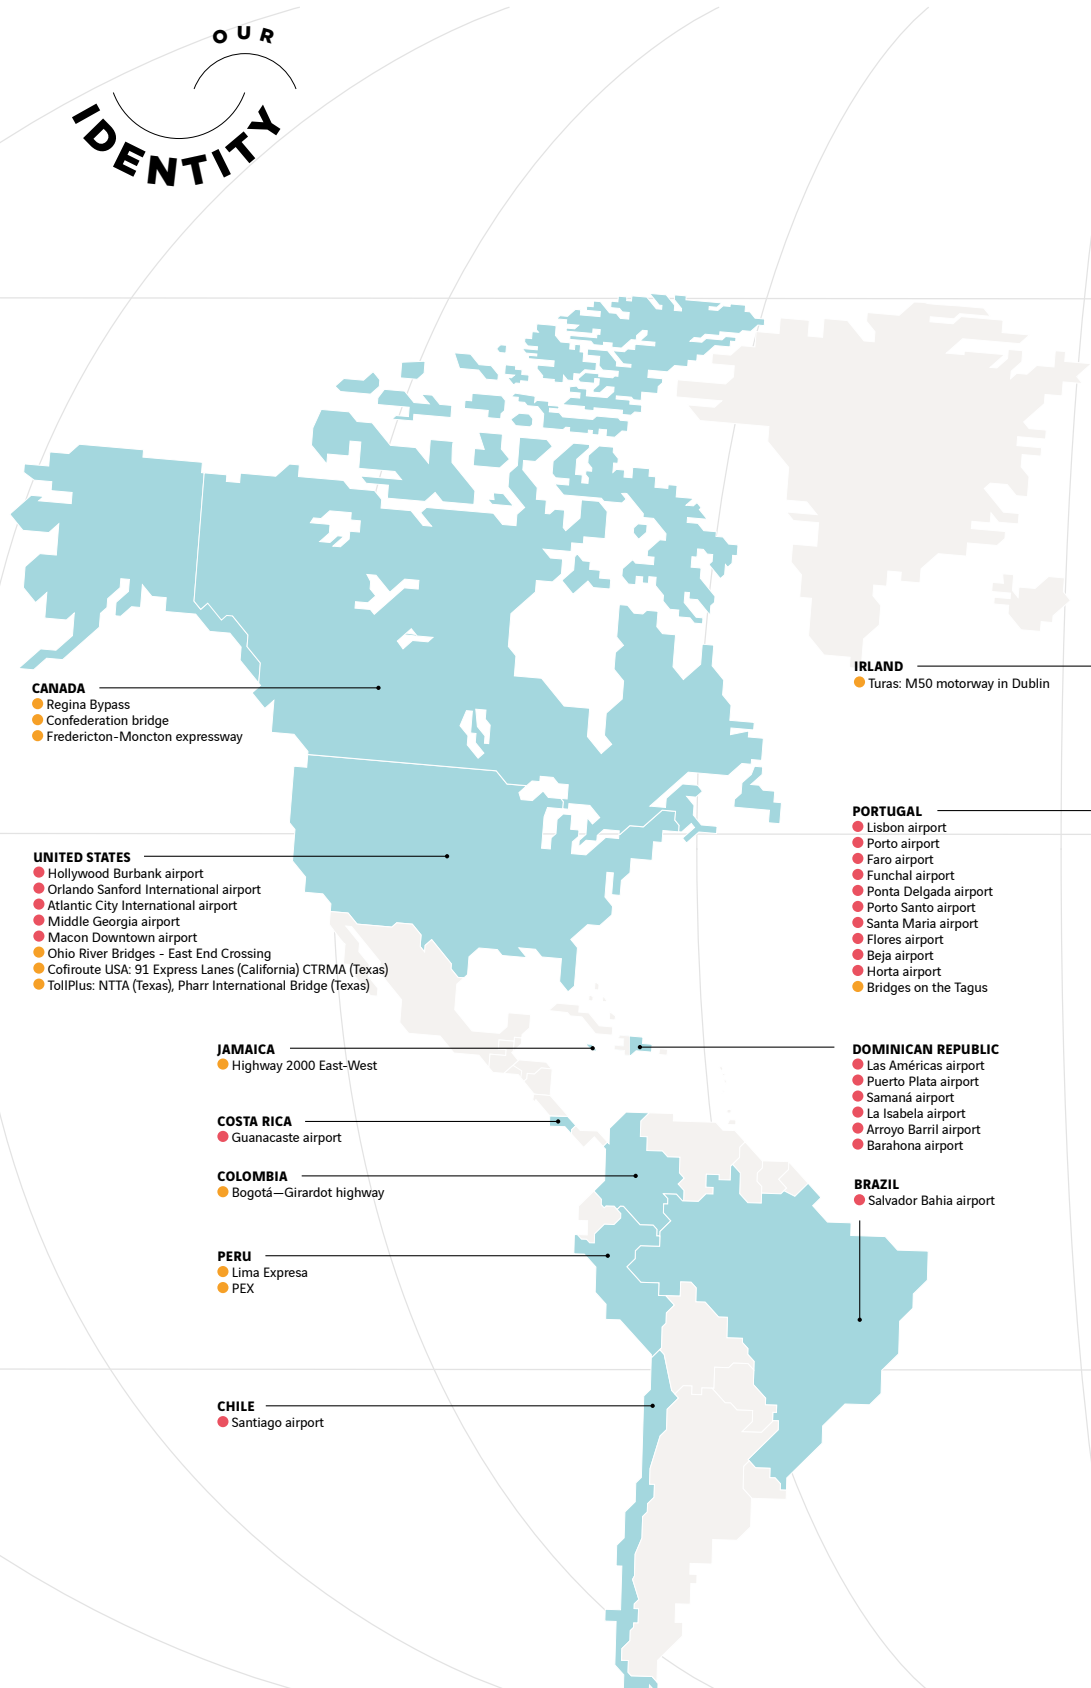 OUR
IDENTITY
IRLAND
Turas: M50 motorway in Dublin
CANADA
Regina Bypass
Confederation bridge
Fredericton-Moncton expressway
PORTUGAL
Lisbon airport
Porto airport
Faro airport
Funchal airport
Ponta Delgada airport
Porto Santo airport
Santa Maria airport
Flores airport
Beja airport
Horta airport
Bridges on the Tagus
UNITED STATES
Hollywood Burbank airport
Orlando Sanford International airport
Atlantic City International airport
Middle Georgia airport
Macon Downtown airport
Ohio River Bridges - East End Crossing
Cofiroute USA: 91 Express Lanes (California) CTRMA (Texas)
TollPlus: NTTA (Texas), Pharr International Bridge (Texas)
JAMAICA
Highway 2000 East-West
DOMINICAN REPUBLIC
Las Américas airport
Puerto Plata airport
Samaná airport
La Isabela airport
Arroyo Barril airport
Barahona airport
COSTA RICA
Guanacaste airport
COLOMBIA
Bogotá—Girardot highway
BRAZIL
Salvador Bahia airport
PERU
Lima Expresa
PEX
CHILE
Santiago airport